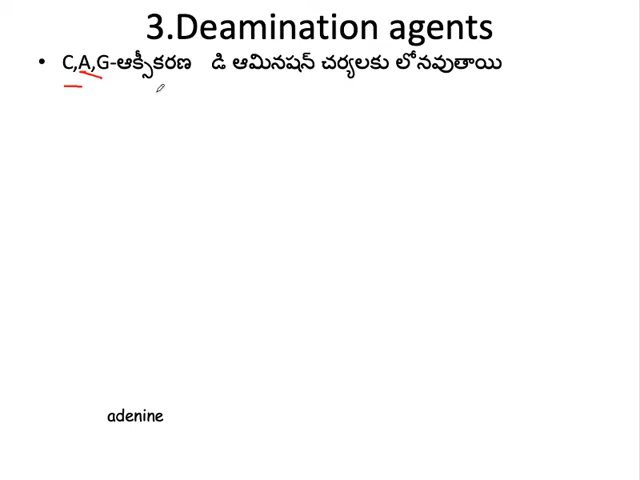 3.Deamination agents
• C,A,G-ఆక్సీకరణ డి ఆమినషన్ చర్యలకు లోనవుతాయి
adenine